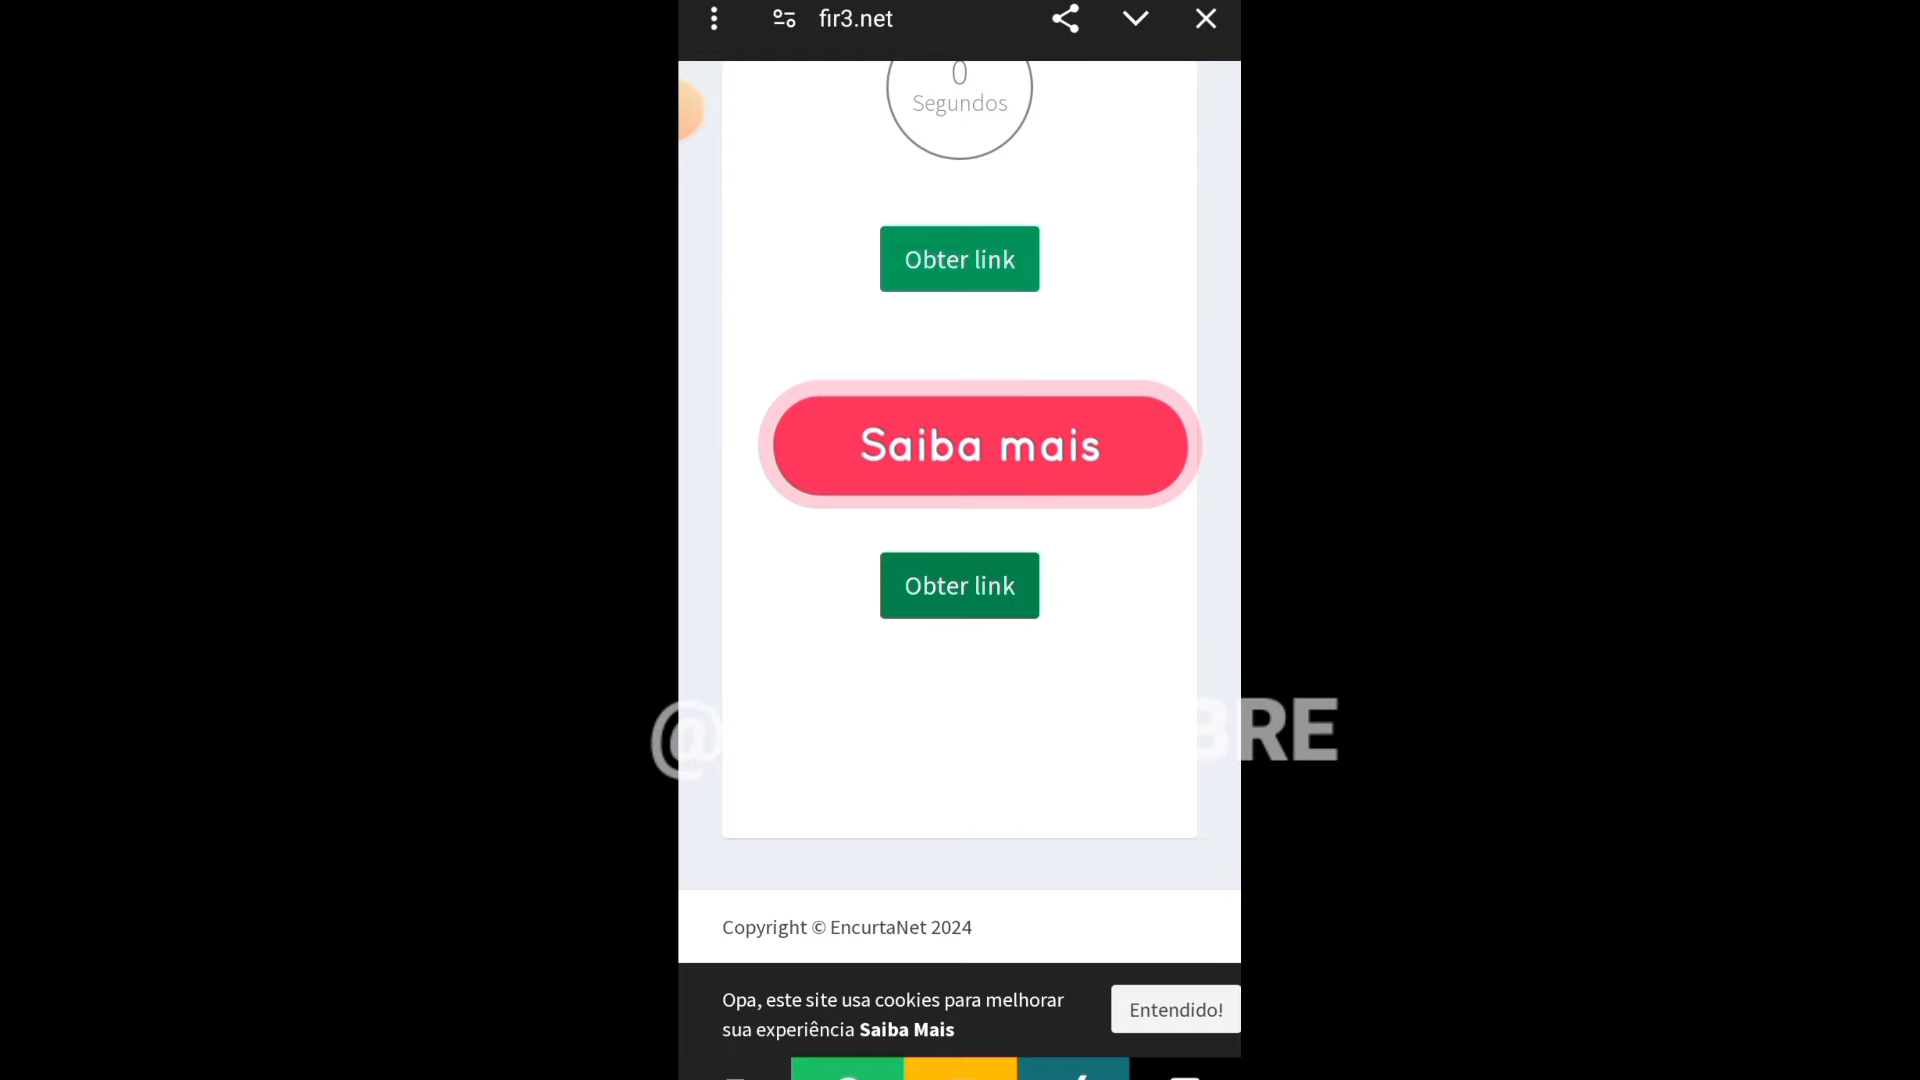 fir3.net
0
Segundos
Obter link
Saiba mais
Obter link
@ BRE
Copyright © EncurtaNet 2024
Opa, este site usa cookies para melhorar
sua experiência Saiba Mais
Entendido!